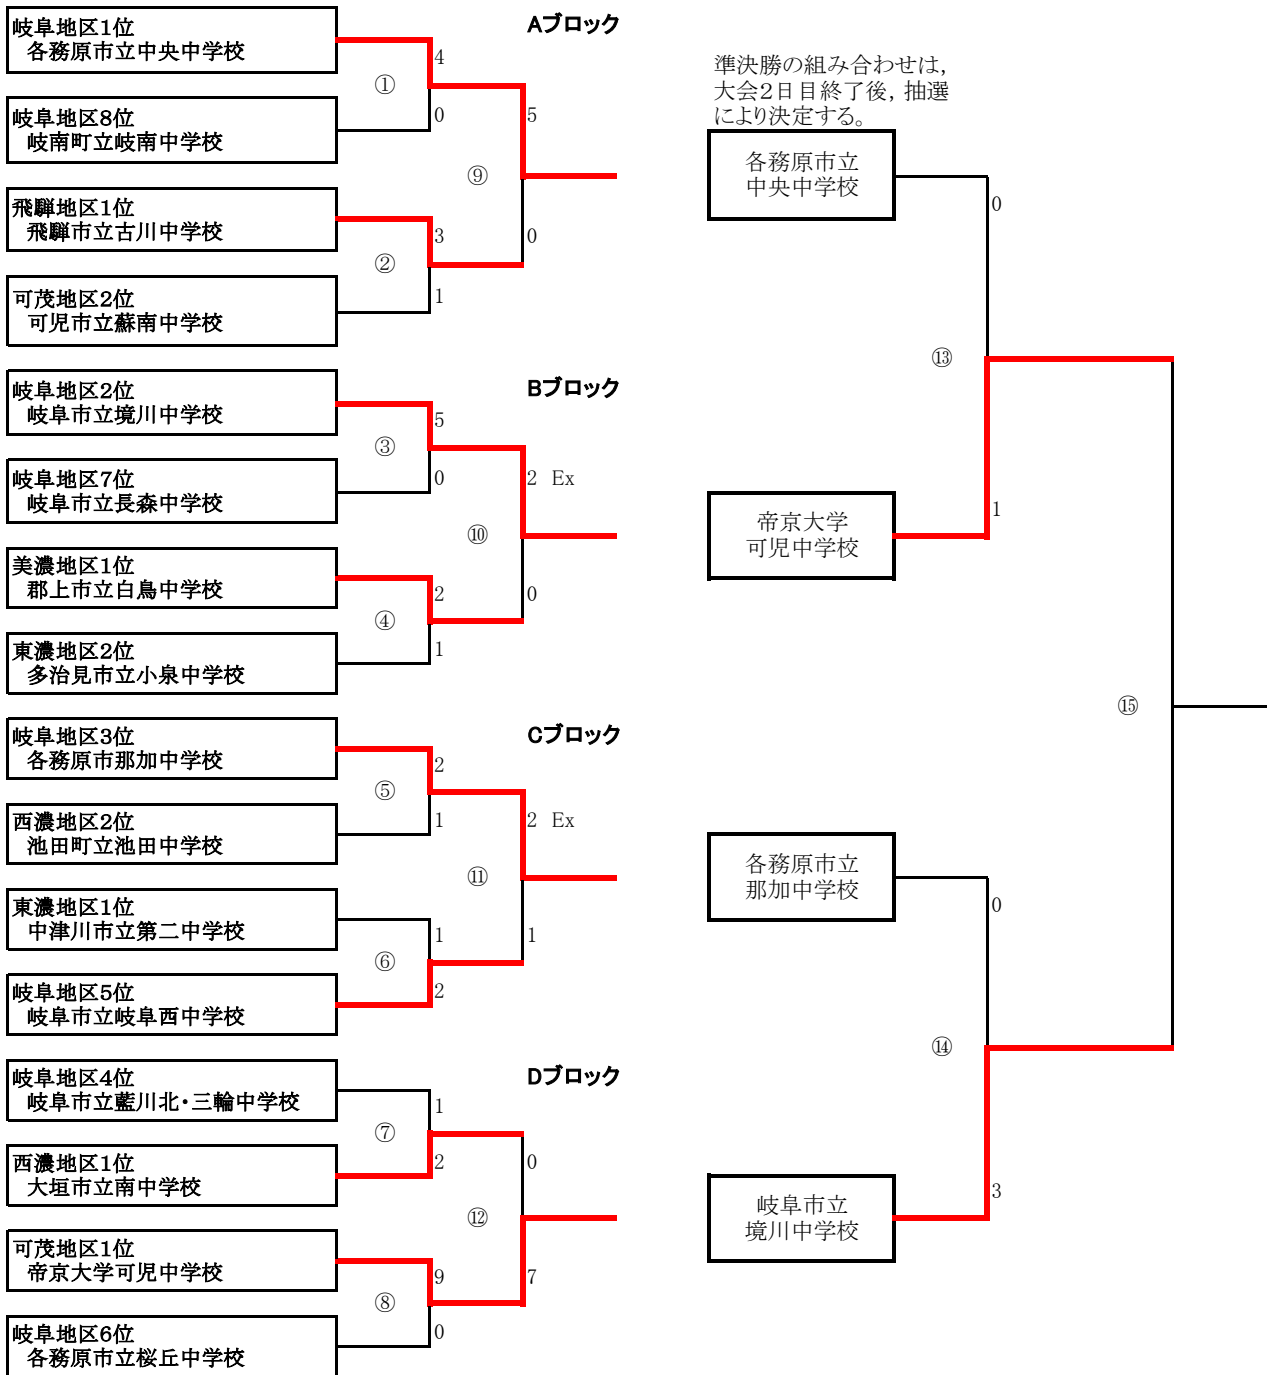 Aブロック
岐阜地区1位
各務原市立中央中学校
4
①
0
岐阜地区8位
岐南町立岐南中学校
5
⑨
0
飛騨地区1位
飛騨市立古川中学校
3
②
1
可茂地区2位
可児市立蘇南中学校
Bブロック
岐阜地区2位
岐阜市立境川中学校
5
③
0
岐阜地区7位
岐阜市立長森中学校
2 Ex
⑩
0
美濃地区1位
郡上市立白鳥中学校
2
④
1
東濃地区2位
多治見市立小泉中学校
Cブロック
岐阜地区3位
各務原市那加中学校
2
⑤
1
西濃地区2位
池田町立池田中学校
2 Ex
⑪
1
東濃地区1位
中津川市立第二中学校
1
⑥
2
岐阜地区5位
岐阜市立岐阜西中学校
Dブロック
岐阜地区4位
岐阜市立藍川北・三輪中学校
1
⑦
2
西濃地区1位
大垣市立南中学校
0
⑫
7
可茂地区1位
帝京大学可児中学校
9
⑧
0
岐阜地区6位
各務原市立桜丘中学校
準決勝の組み合わせは,
大会2日目終了後, 抽選
により決定する。
各務原市立
中央中学校
0
⑬
1
帝京大学
可児中学校
⑮
各務原市立
那加中学校
0
⑭
3
岐阜市立
境川中学校